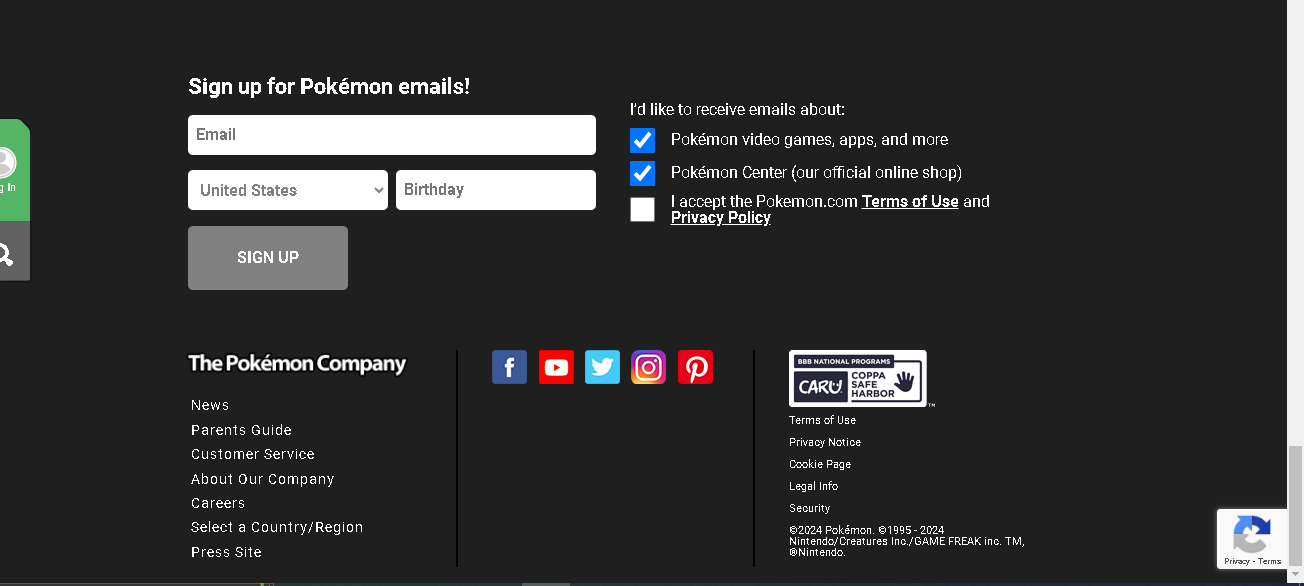 Sign up for Pokémon emails!
Email
United States
Birthday
SIGN UP
I'd like to receive emails about:
Pokémon video games, apps, and more
Pokémon Center (our official online shop)
I accept the Pokemon.com Terms of Use and
Privacy Policy
g In
The Pokémon Company
News
Parents Guide
Customer Service
About Our Company
Careers
Select a Country/Region
Press Site
BBB NATIONAL PROGRAMS
CARU
COPPA
SAFE
HARBOR
TM
Terms of Use
Privacy Notice
Cookie Page
Legal Info
Security
©2024 Pokémon. ©1995 - 2024
Nintendo/Creatures Inc./GAME FREAK inc. TM,
®Nintendo.
Privacy - Terms